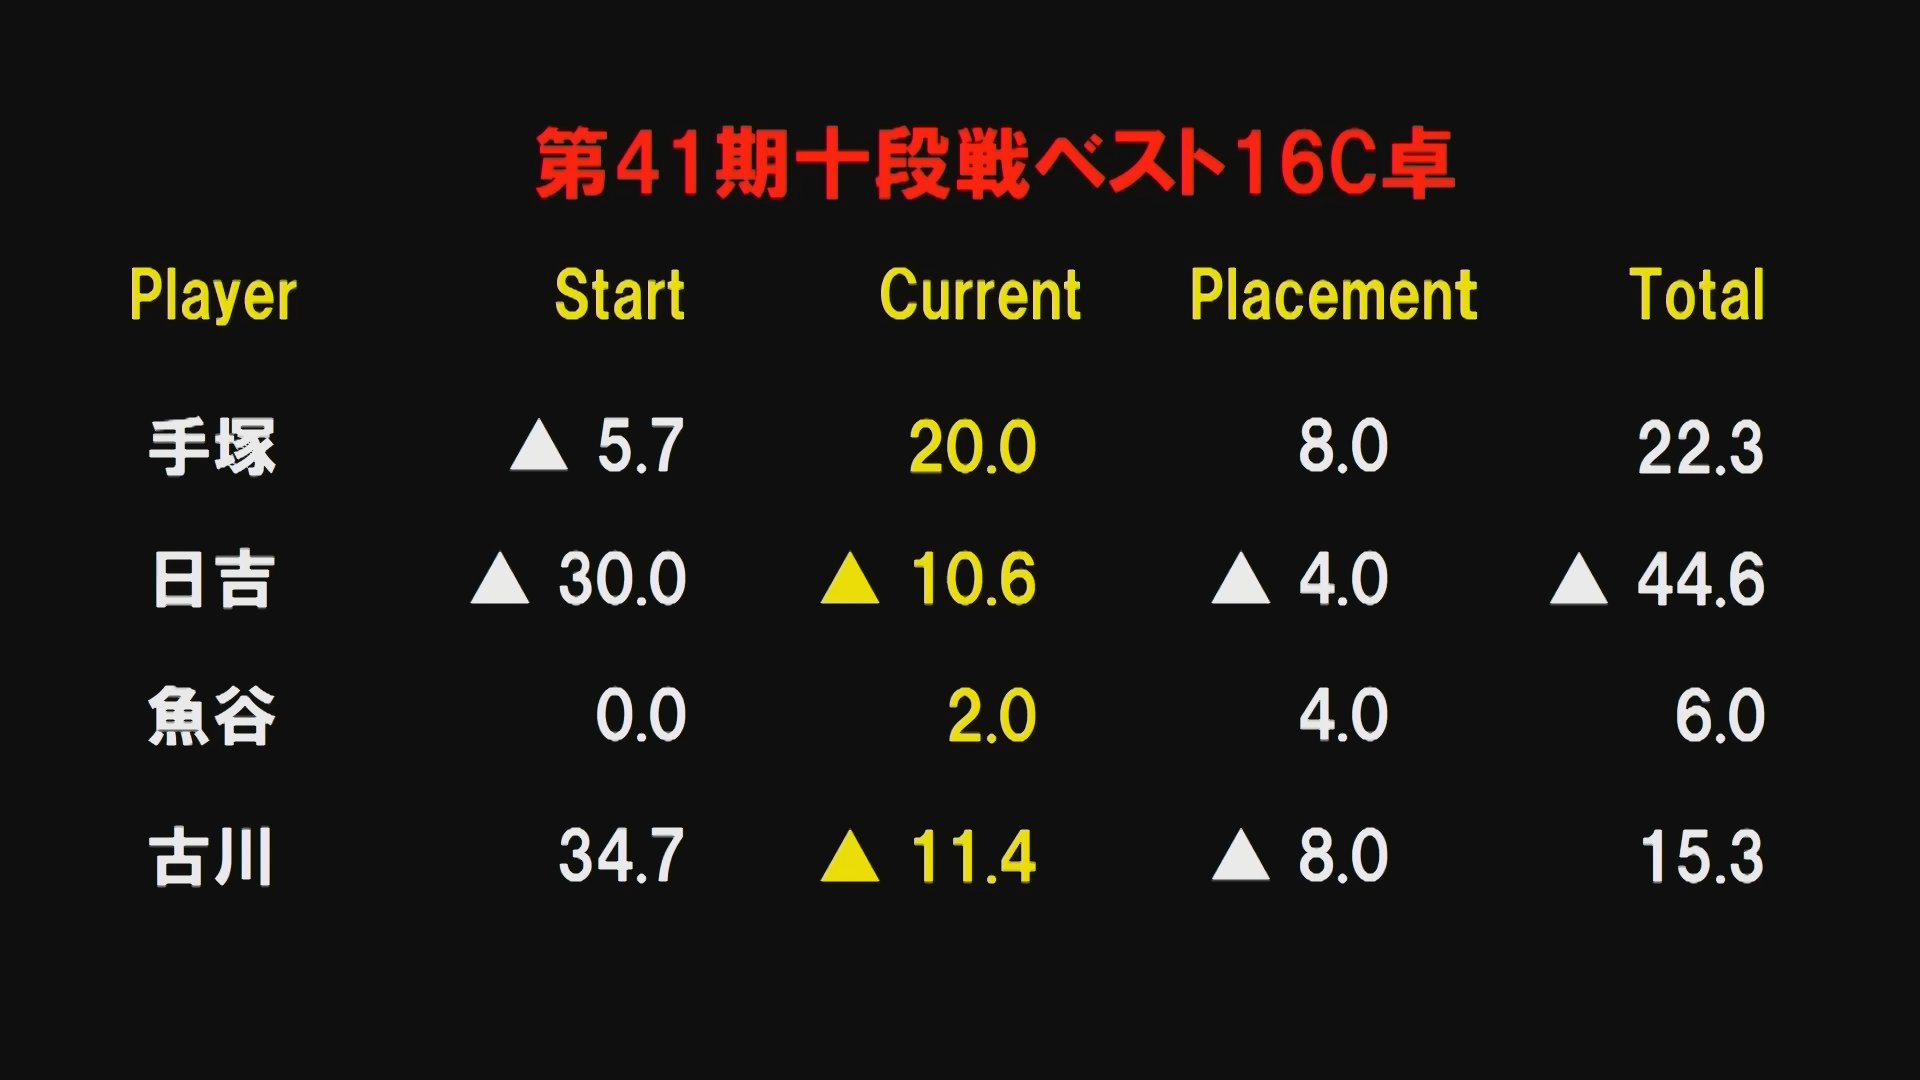 第41期十段戦ベスト16C卓
Player Start Current Placement Total
手塚 ▲ 5.7 20.0 8.0 22.3
日吉 ▲ 30.0 ▲ 10.6 ▲ 4.0 ▲ 44.6
魚谷 0.0 2.0 4.0 6.0
古川 34.7 ▲ 11.4 ▲ 8.0 15.3